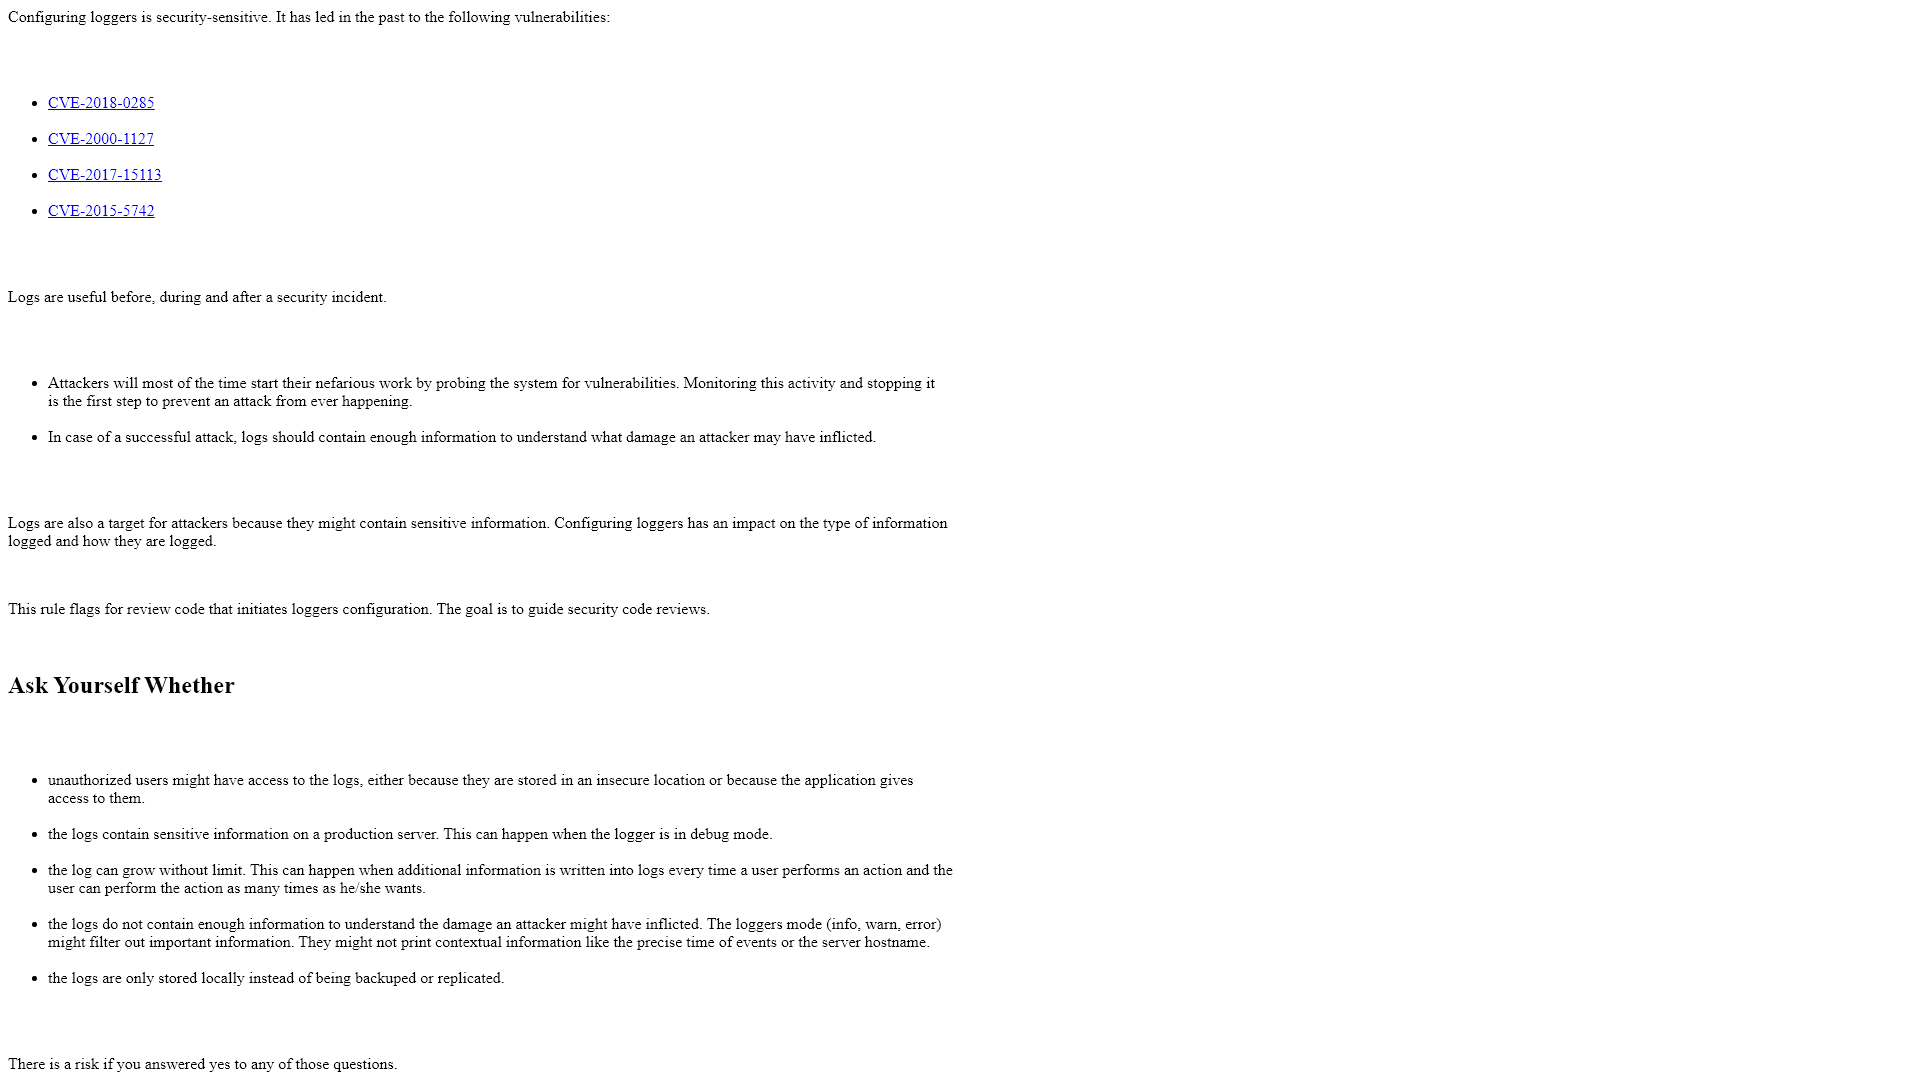 Configuring loggers is security-sensitive. It has led in the past to the following vulnerabilities:
• CVE-2018-0285
• CVE-2000-1127
• CVE-2017-15113
• CVE-2015-5742
Logs are useful before, during and after a security incident.
• Attackers will most of the time start their nefarious work by probing the system for vulnerabilities. Monitoring this activity and stopping it
is the first step to prevent an attack from ever happening.
• In case of a successful attack, logs should contain enough information to understand what damage an attacker may have inflicted.
Logs are also a target for attackers because they might contain sensitive information. Configuring loggers has an impact on the type of information
logged and how they are logged.
This rule flags for review code that initiates loggers configuration. The goal is to guide security code reviews.
Ask Yourself Whether
• unauthorized users might have access to the logs, either because they are stored in an insecure location or because the application gives
access to them.
• the logs contain sensitive information on a production server. This can happen when the logger is in debug mode.
• the log can grow without limit. This can happen when additional information is written into logs every time a user performs an action and the
user can perform the action as many times as he/she wants.
• the logs do not contain enough information to understand the damage an attacker might have inflicted. The loggers mode (info, warn, error)
might filter out important information. They might not print contextual information like the precise time of events or the server hostname.
• the logs are only stored locally instead of being backuped or replicated.
There is a risk if you answered yes to any of those questions.